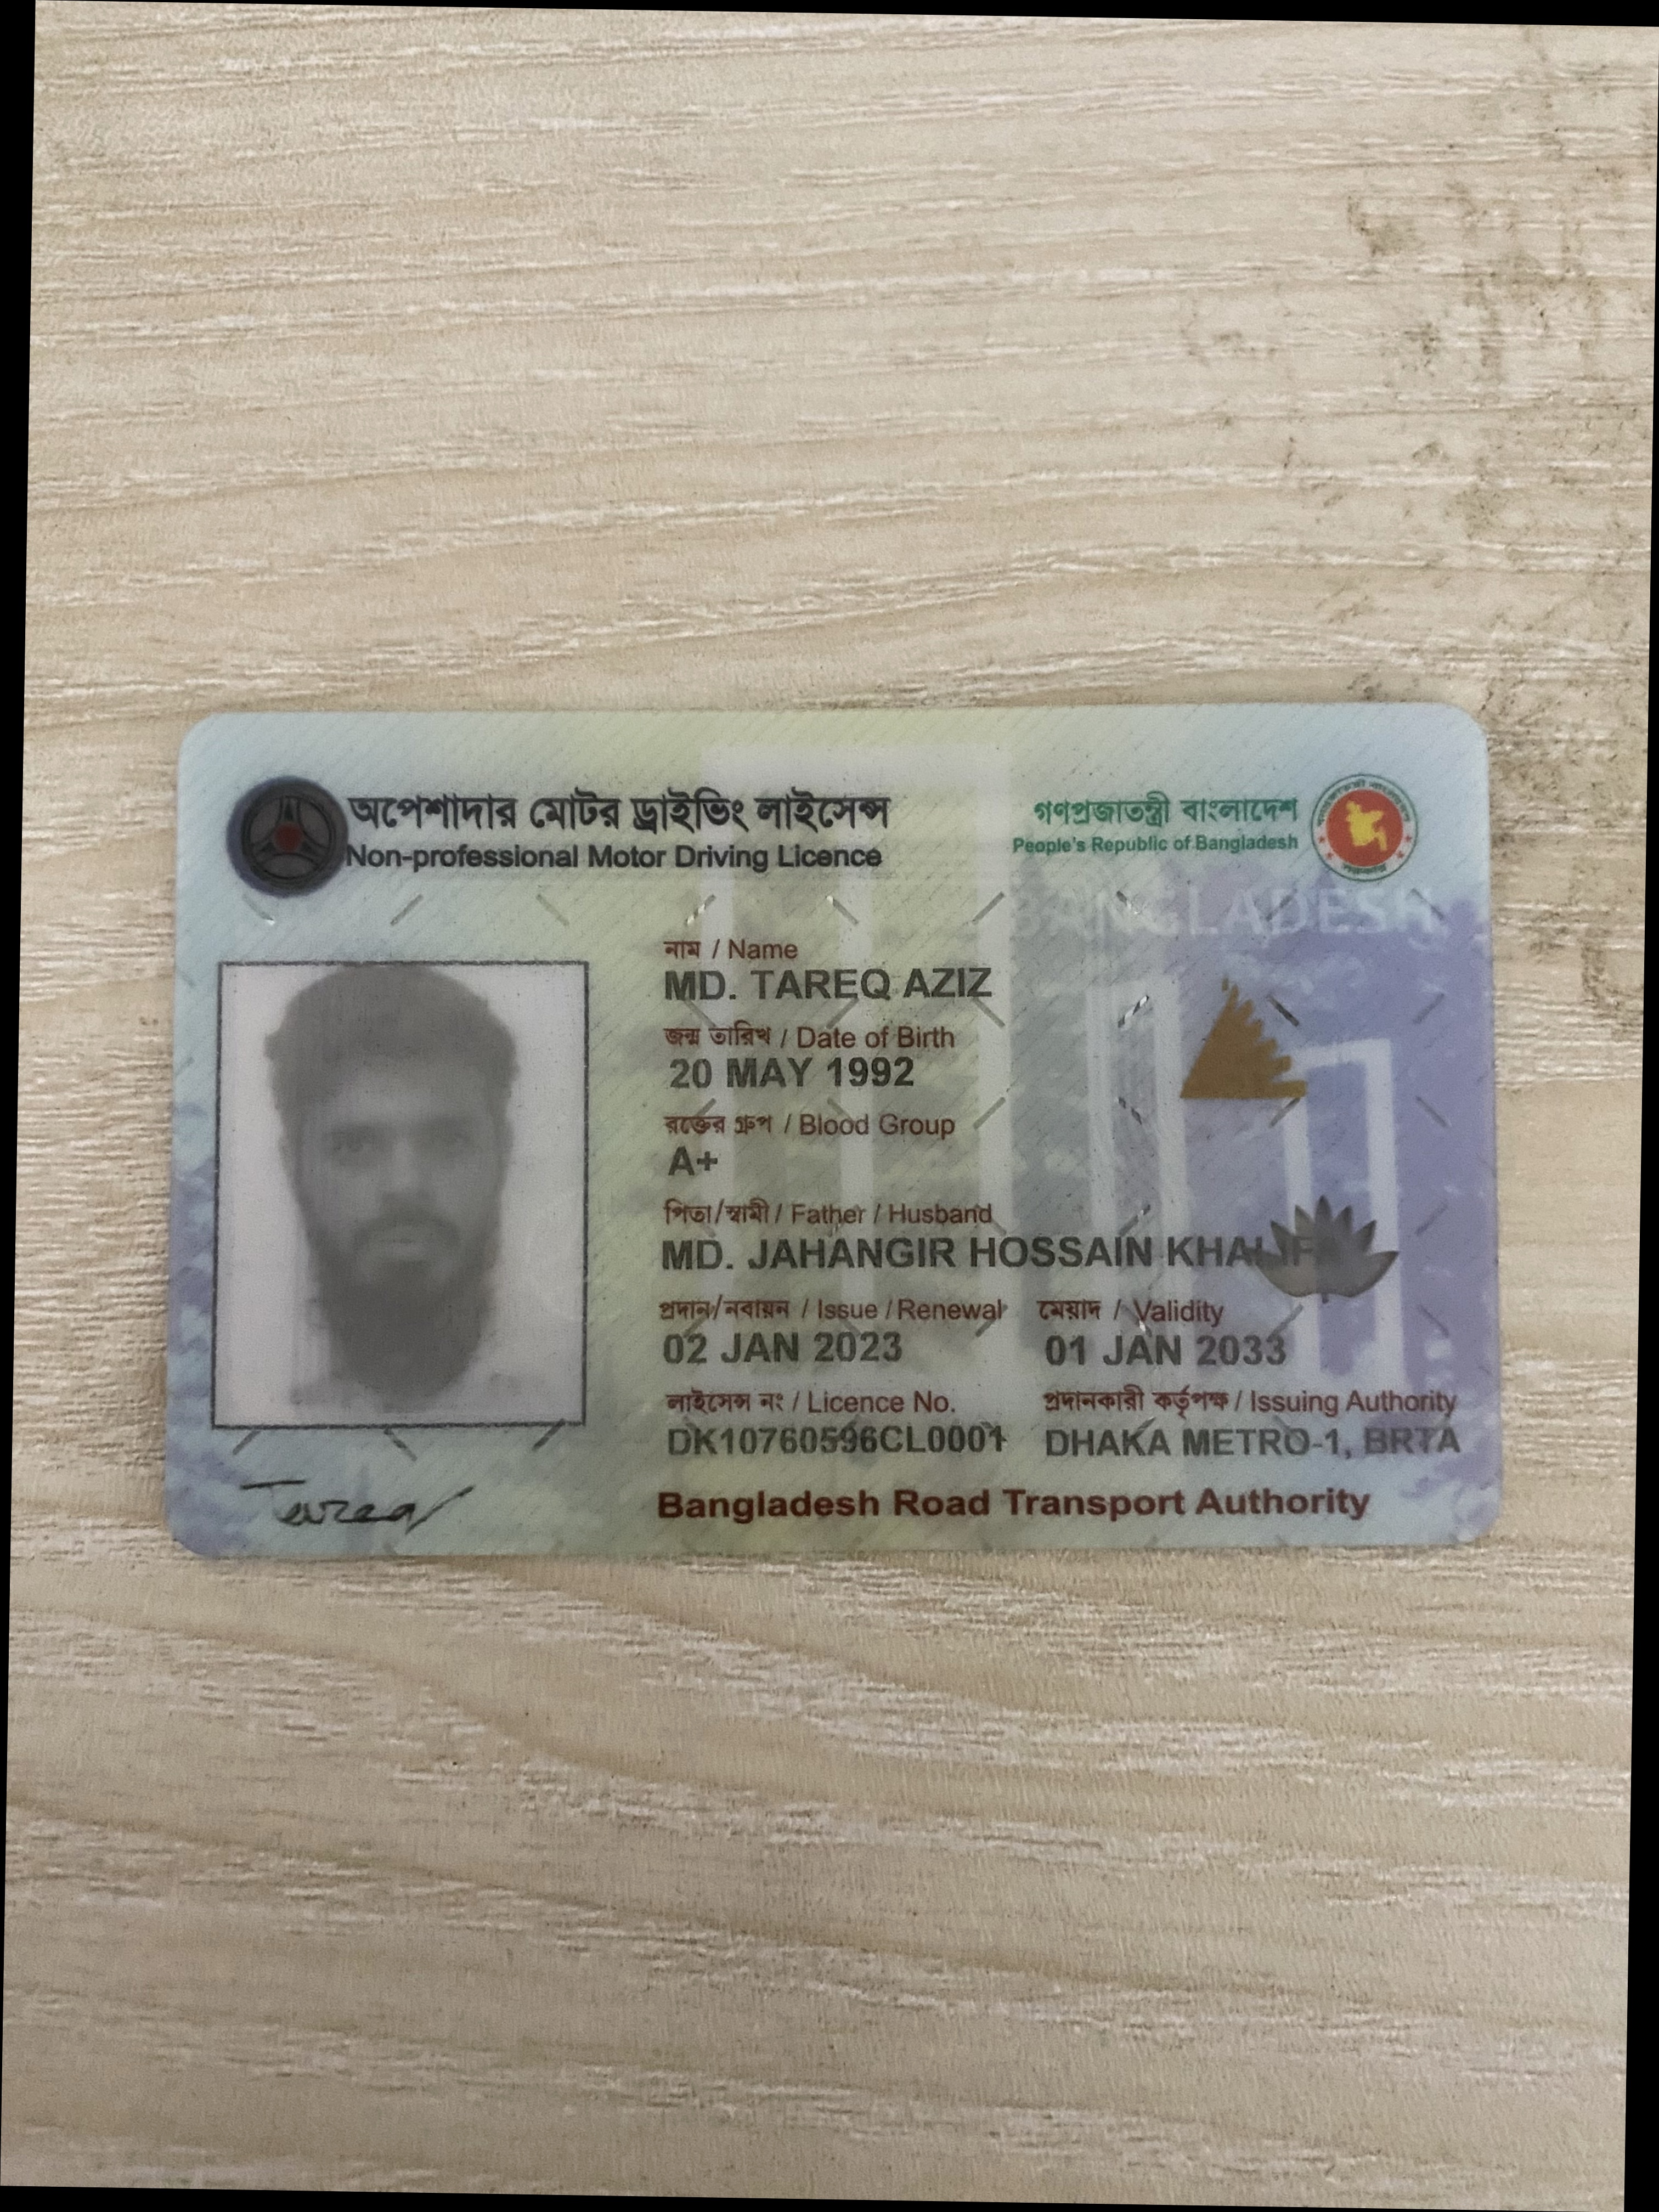 অপেশাদার মোটর ড্রাইভিং লাইসেন্স
Non-professional Motor Driving Licence
গণপ্রজাতন্ত্রী বাংলাদেশ
People's Republic of Bangladesh
BANGLADESH
নাম / Name
MD. TAREQ AZIZ
জন্ম তারিখ / Date of Birth
20 MAY 1992
রক্তের গ্রুপ / Blood Group
A+
পিতা/স্বামী / Father / Husband
MD. JAHANGIR HOSSAIN
প্রদান/নবায়ন / Issue / Renewal মেয়াদ / Validity
02 JAN 2023 01 JAN 2033
লাইসেন্স নং / Licence No. প্রদানকারী কর্তৃপক্ষ / Issuing Authority
DK10760596CL0001 DHAKA METRO-1, BRTA
Bangladesh Road Transport Authority